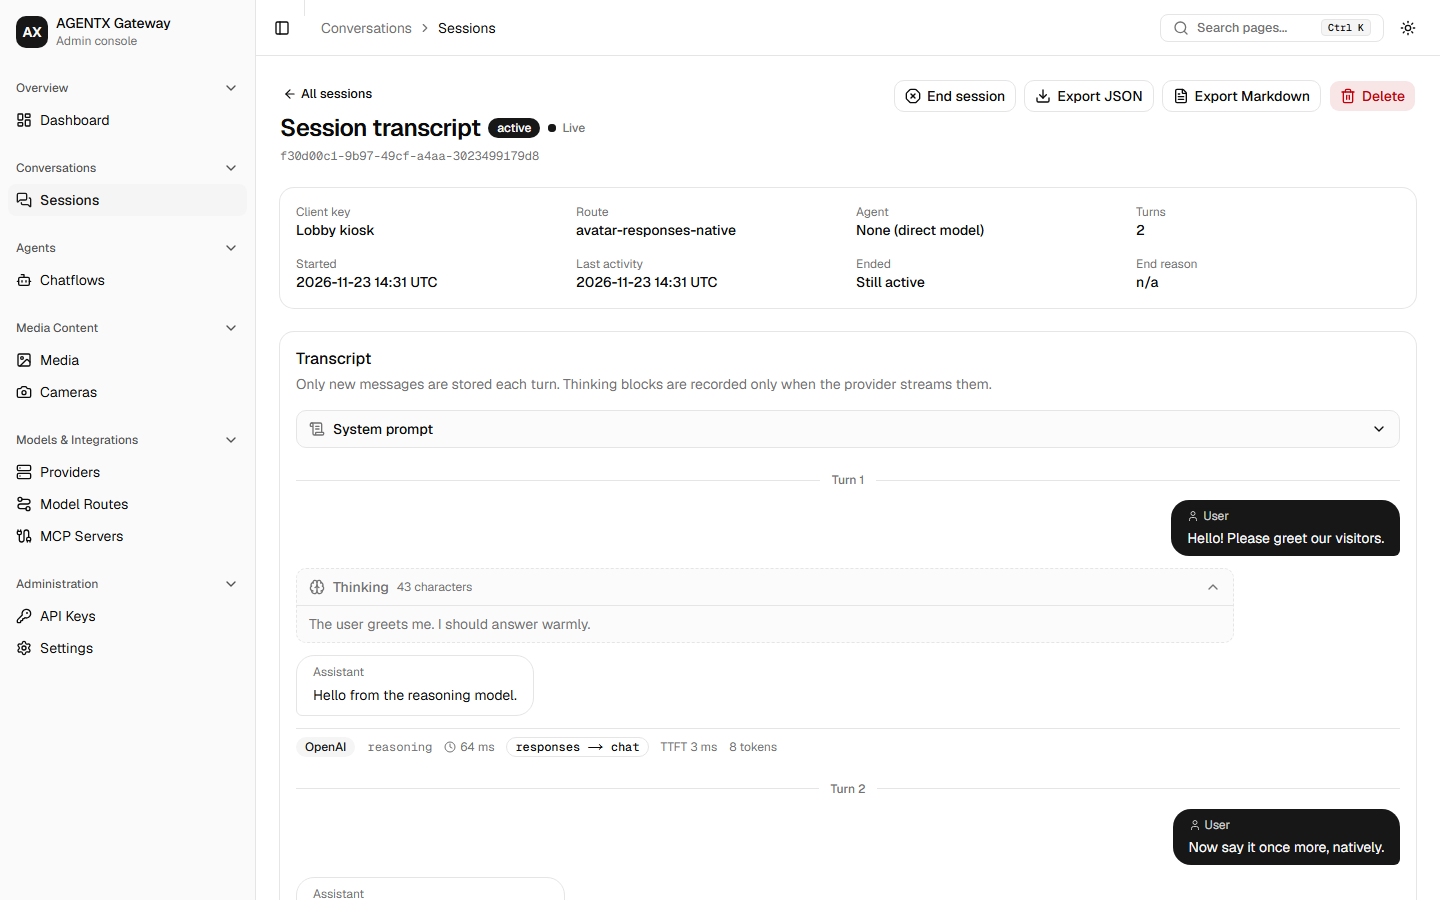 AX
AGENTX Gateway
Admin console
Overview
Dashboard
Conversations
Sessions
Agents
Chatflows
Media Content
Media
Cameras
Models & Integrations
Providers
Model Routes
MCP Servers
Administration
API Keys
Settings
Conversations > Sessions
Search pages... Ctrl K
← All sessions
End session
Export JSON
Export Markdown
Delete
Session transcript active Live
f30d00c1-9b97-49cf-a4aa-3023499179d8
Client key
Lobby kiosk
Route
avatar-responses-native
Agent
None (direct model)
Turns
2
Started
2026-11-23 14:31 UTC
Last activity
2026-11-23 14:31 UTC
Ended
Still active
End reason
n/a
Transcript
Only new messages are stored each turn. Thinking blocks are recorded only when the provider streams them.
System prompt
Turn 1
User
Hello! Please greet our visitors.
Thinking 43 characters
The user greets me. I should answer warmly.
Assistant
Hello from the reasoning model.
OpenAI reasoning 64 ms responses → chat TTFT 3 ms 8 tokens
Turn 2
User
Now say it once more, natively.
Assistant